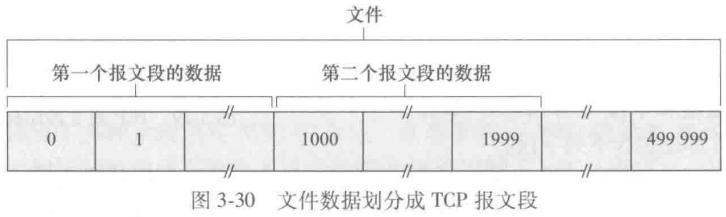 文件
第一个报文段的数据 第二个报文段的数据
0 1 1000 1999 499 999
图 3-30 文件数据划分成 TCP 报文段